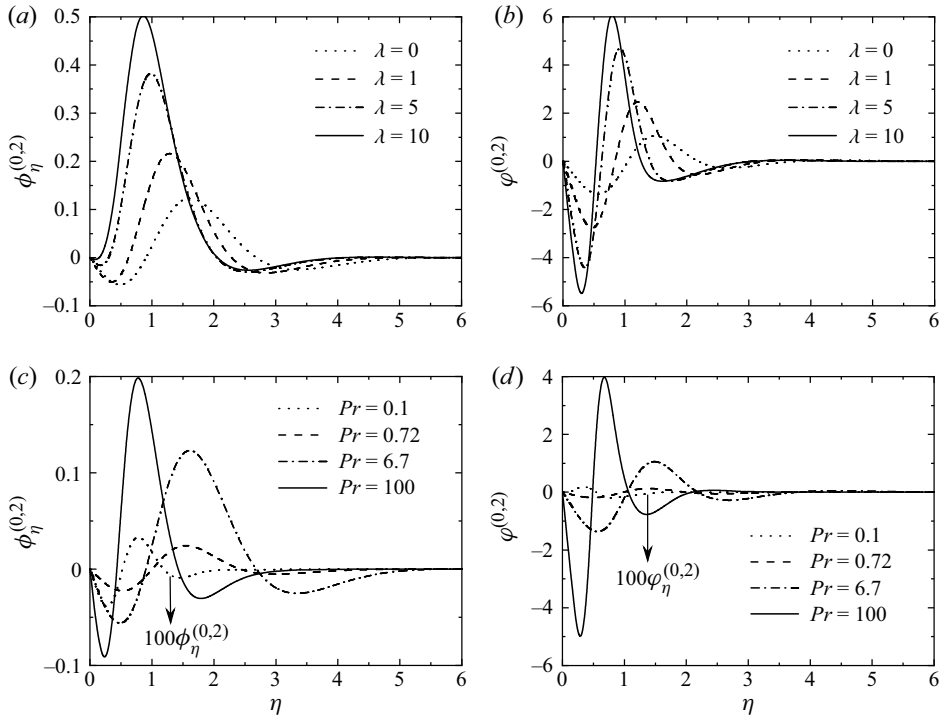 (a)
0.5
0.4
0.3
0.2
0.1
0
−0.1
ϕη^(0,2)
λ = 0
λ = 1
λ = 5
λ = 10
0 1 2 3 4 5 6
(b)
6
4
2
0
−2
−4
−6
φ^(0,2)
λ = 0
λ = 1
λ = 5
λ = 10
0 1 2 3 4 5 6
(c)
0.2
0.1
0
−0.1
ϕη^(0,2)
Pr = 0.1
Pr = 0.72
Pr = 6.7
Pr = 100
100ϕη^(0,2)
0 1 2 3 4 5 6
η
(d)
4
2
0
−2
−4
−6
φ^(0,2)
100φη^(0,2)
Pr = 0.1
Pr = 0.72
Pr = 6.7
Pr = 100
0 1 2 3 4 5 6
η